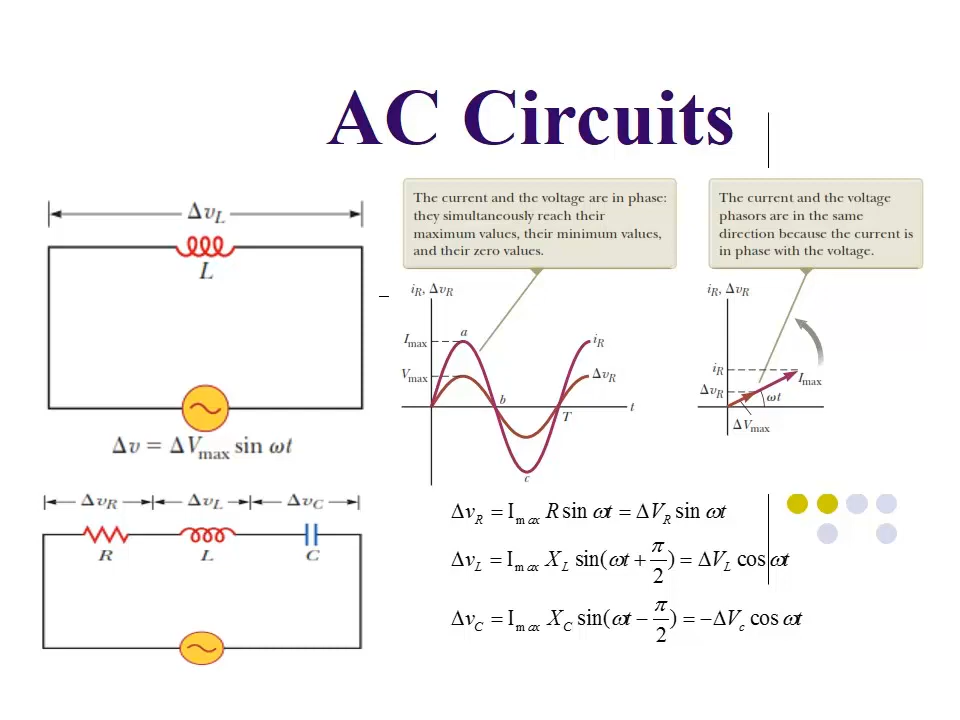 AC Circuits
Δv_L
L
Δv = ΔV_max sin ωt
The current and the voltage are in phase:
they simultaneously reach their
maximum values, their minimum values,
and their zero values.
i_R, Δv_R
I_max
V_max
a
b
c
i_R
Δv_R
T
t
The current and the voltage
phasors are in the same
direction because the current is
in phase with the voltage.
i_R, Δv_R
i_R
Δv_R
I_max
ωt
ΔV_max
Δv_R Δv_L Δv_C
R L C
Δv_R = I_max R sin ωt = ΔV_R sin ωt
Δv_L = I_max X_L sin(ωt + π/2) = ΔV_L cos ωt
Δv_C = I_max X_C sin(ωt − π/2) = −ΔV_c cos ωt